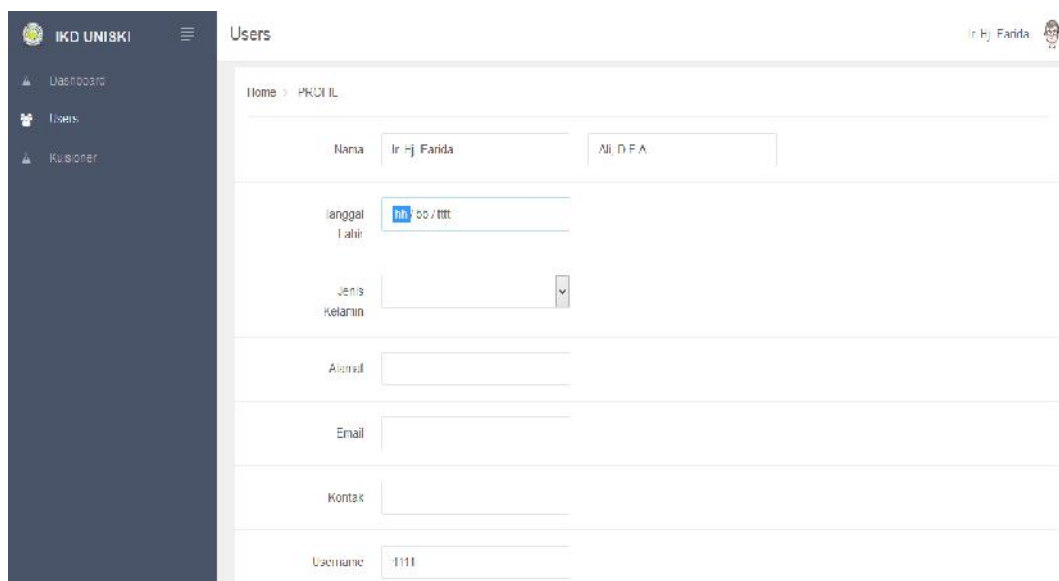 IKD UNISKI
Users
Ir. Hj. Farida
Dashboard
Users
Kuisioner
Home > PROFIL
Nama
Ir. Hj. Farida
Ali, D.E.A
Tanggal
Lahir
hh / bb / tttt
Jenis
Kelamin
Alamat
Email
Kontak
Username